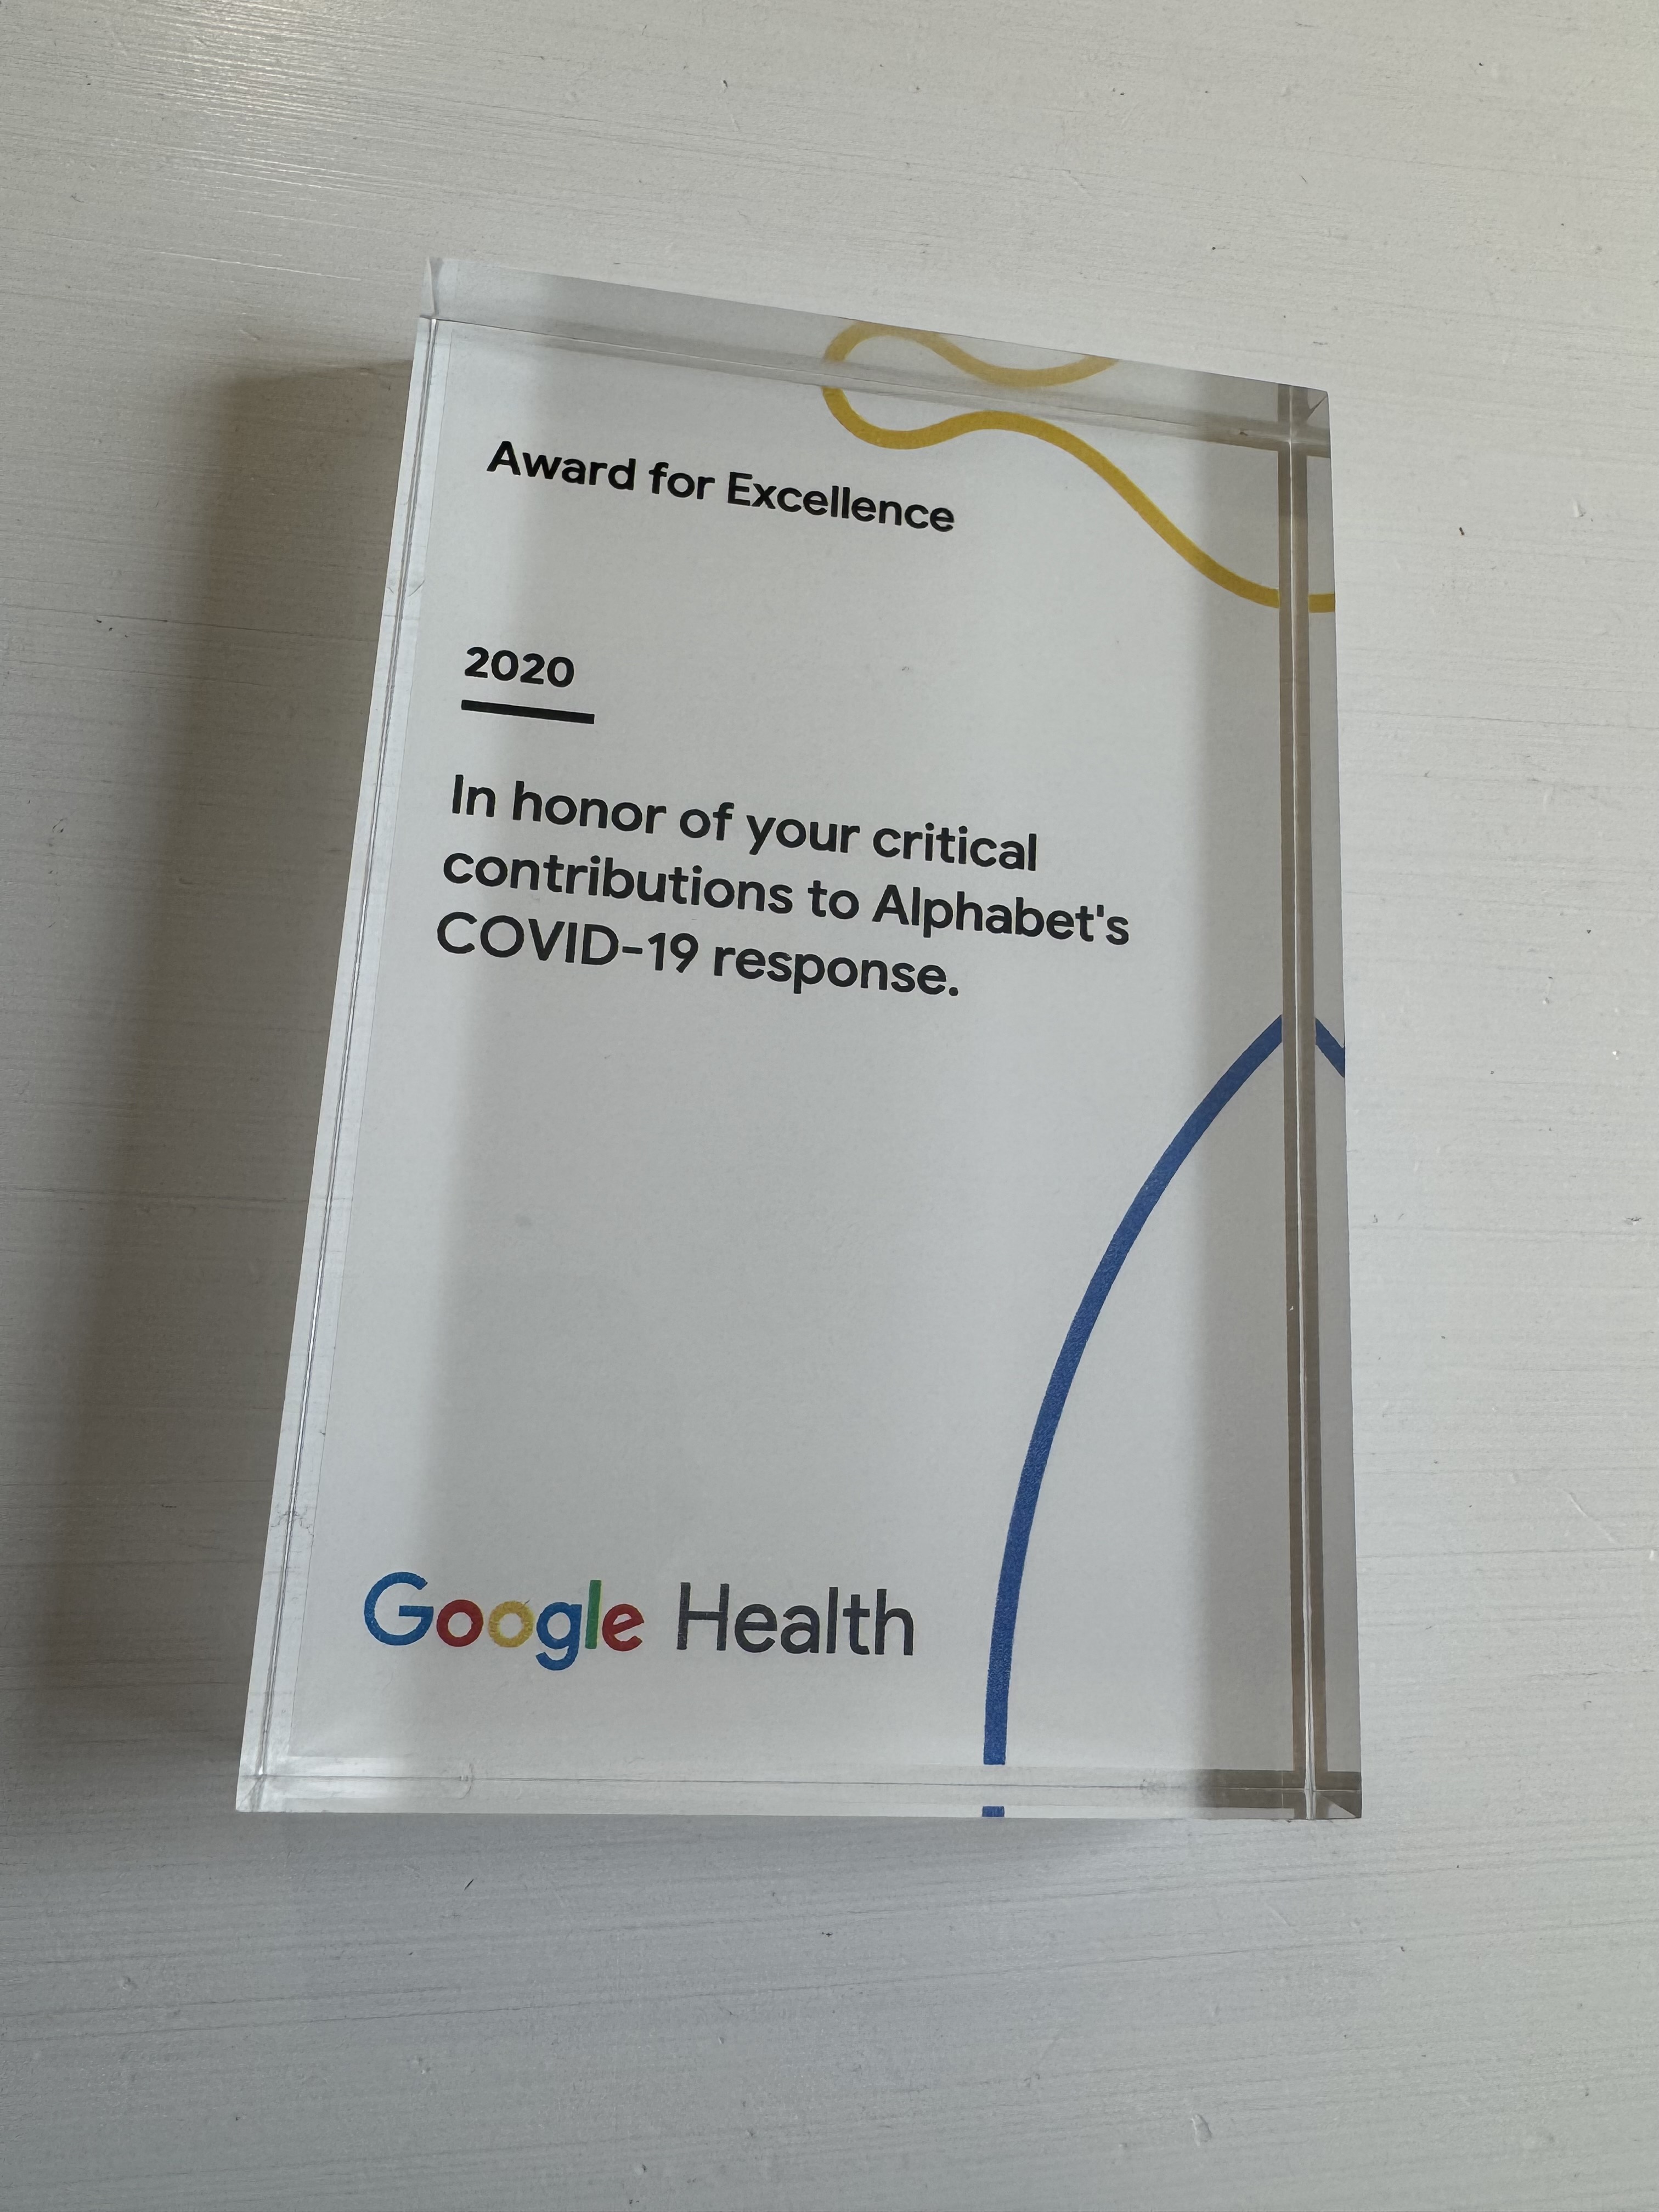 Award for Excellence
2020
In honor of your critical
contributions to Alphabet's
COVID-19 response.
Google Health